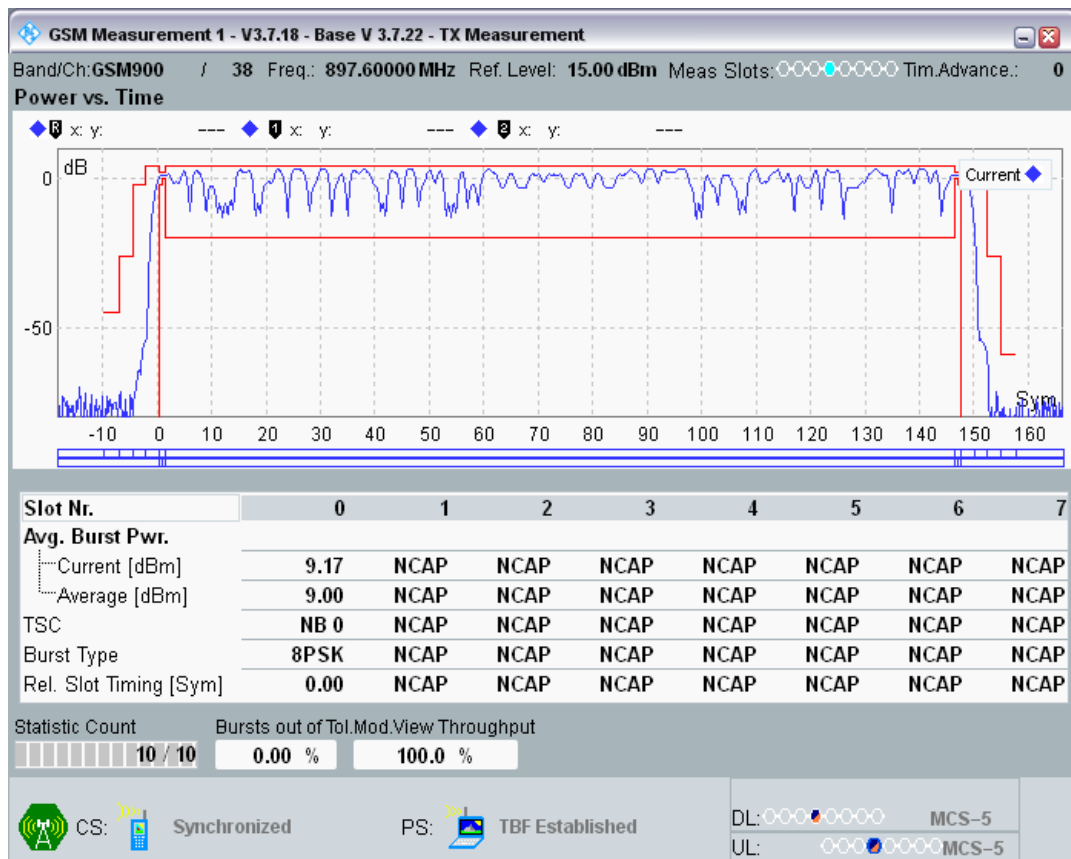 GSM Measurement 1 - V3.7.18 - Base V 3.7.22 - TX Measurement
Band/Ch:GSM900 / 38 Freq.: 897.60000 MHz Ref. Level: 15.00 dBm Meas Slots: Tim.Advance.: 0
Power vs. Time
R x: y: --- 1 x: y: --- 2 x: y: ---
dB
Current
0
-50
Sym
-10 0 10 20 30 40 50 60 70 80 90 100 110 120 130 140 150 160
Slot Nr. 0 1 2 3 4 5 6 7
Avg. Burst Pwr.
Current [dBm] 9.17 NCAP NCAP NCAP NCAP NCAP NCAP NCAP
Average [dBm] 9.00 NCAP NCAP NCAP NCAP NCAP NCAP NCAP
TSC NB 0 NCAP NCAP NCAP NCAP NCAP NCAP NCAP
Burst Type 8PSK NCAP NCAP NCAP NCAP NCAP NCAP NCAP
Rel. Slot Timing [Sym] 0.00 NCAP NCAP NCAP NCAP NCAP NCAP NCAP
Statistic Count Bursts out of Tol.Mod.View Throughput
10 / 10 0.00 % 100.0 %
CS: Synchronized PS: TBF Established
DL: MCS-5
UL: MCS-5